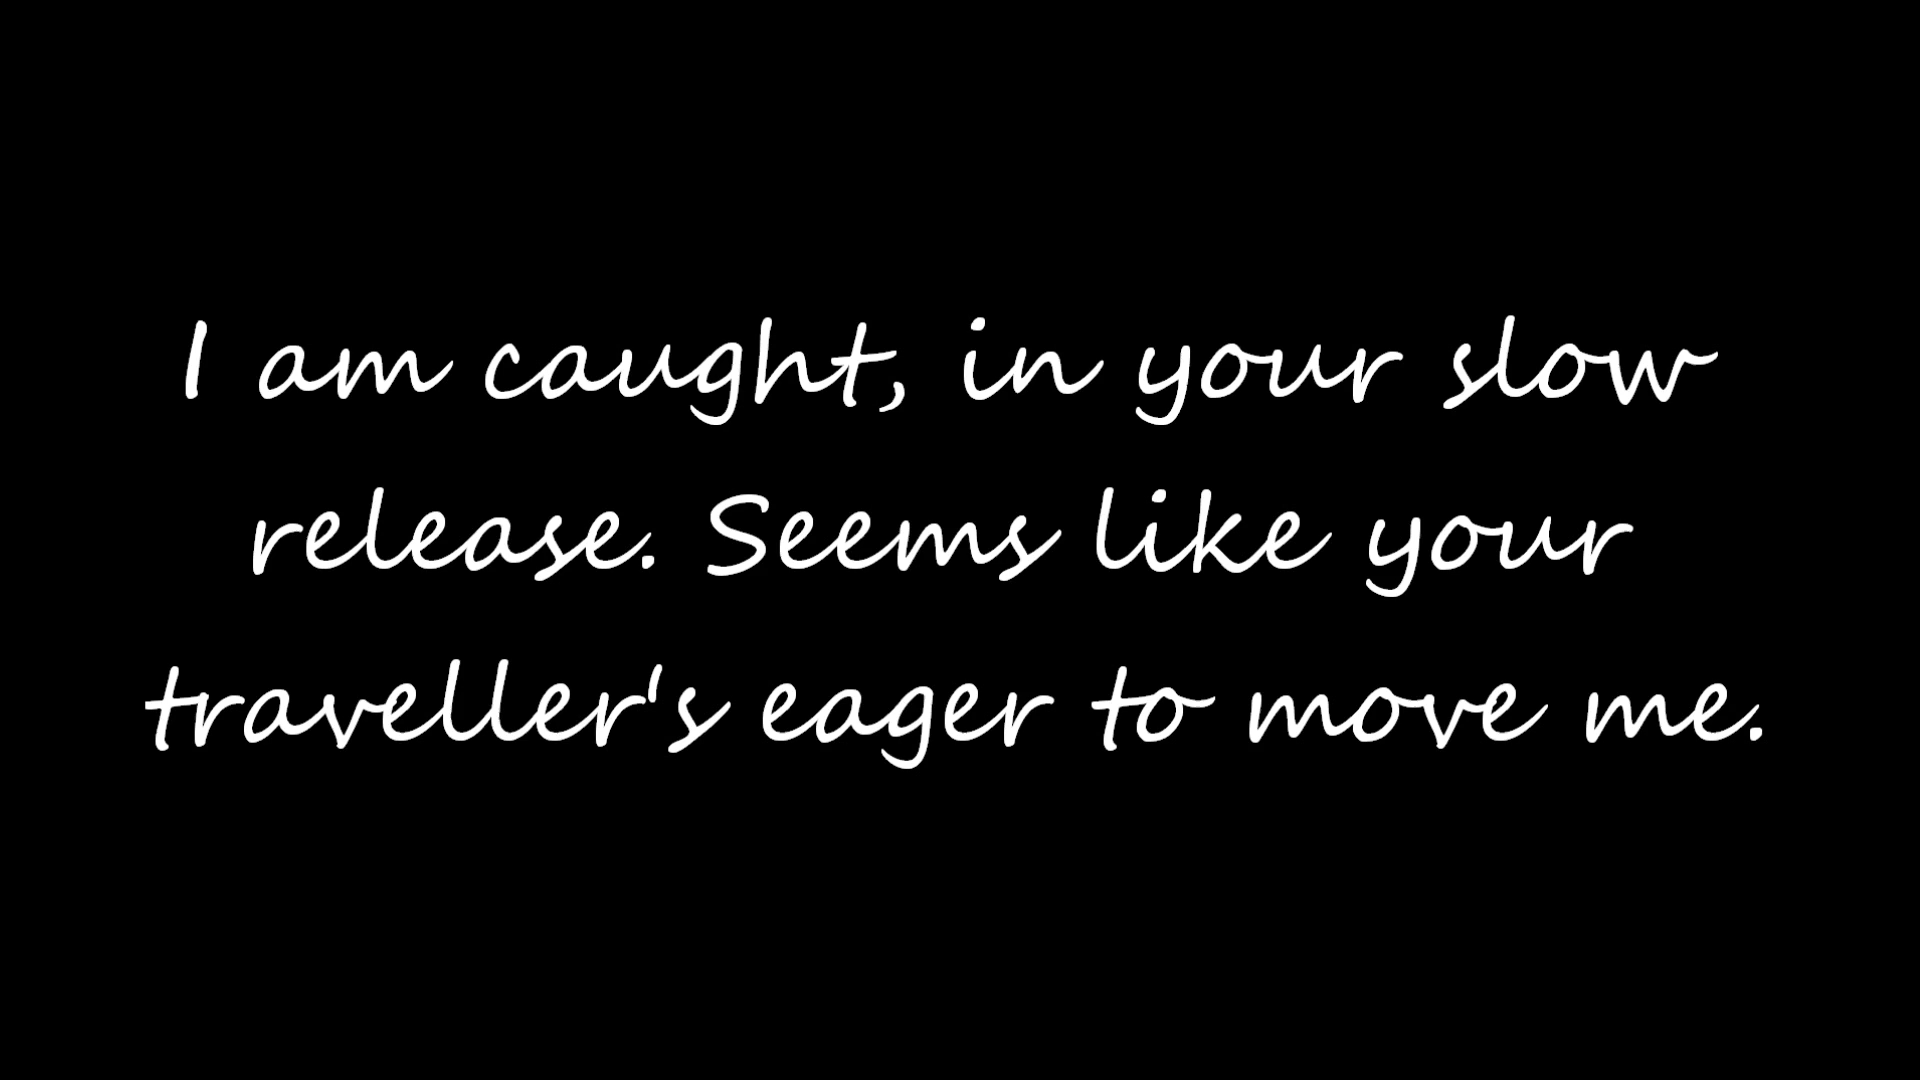 I am caught, in your slow
release. Seems like your
traveller's eager to move me.